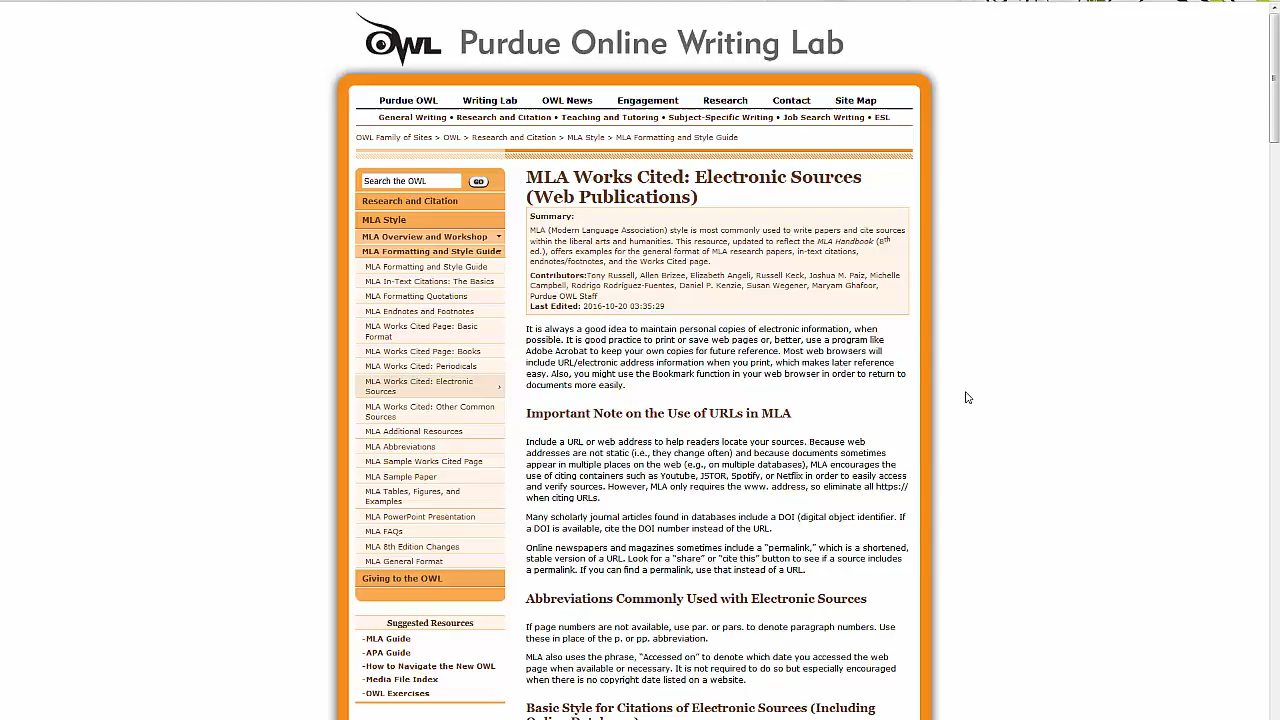 OWL Purdue Online Writing Lab
Purdue OWL Writing Lab OWL News Engagement Research Contact Site Map
General Writing • Research and Citation • Teaching and Tutoring • Subject-Specific Writing • Job Search Writing • ESL
OWL Family of Sites > OWL > Research and Citation > MLA Style > MLA Formatting and Style Guide
Search the OWL GO
Research and Citation
MLA Style
MLA Overview and Workshop
MLA Formatting and Style Guide
MLA Formatting and Style Guide
MLA In-Text Citations: The Basics
MLA Formatting Quotations
MLA Endnotes and Footnotes
MLA Works Cited Page: Basic
Format
MLA Works Cited Page: Books
MLA Works Cited: Periodicals
MLA Works Cited: Electronic
Sources
MLA Works Cited: Other Common
Sources
MLA Additional Resources
MLA Abbreviations
MLA Sample Works Cited Page
MLA Sample Paper
MLA Tables, Figures, and
Examples
MLA PowerPoint Presentation
MLA FAQs
MLA 8th Edition Changes
MLA General Format
Giving to the OWL
Suggested Resources
-MLA Guide
-APA Guide
-How to Navigate the New OWL
-Media File Index
-OWL Exercises
MLA Works Cited: Electronic Sources
(Web Publications)
Summary:
MLA (Modern Language Association) style is most commonly used to write papers and cite sources
within the liberal arts and humanities. This resource, updated to reflect the MLA Handbook (8th
ed.), offers examples for the general format of MLA research papers, in-text citations,
endnotes/footnotes, and the Works Cited page.
Contributors:Tony Russell, Allen Brizee, Elizabeth Angeli, Russell Keck, Joshua M. Paiz, Michelle
Campbell, Rodrigo Rodríguez-Fuentes, Daniel P. Kenzie, Susan Wegener, Maryam Ghafoor,
Purdue OWL Staff
Last Edited: 2016-10-20 03:35:29
It is always a good idea to maintain personal copies of electronic information, when
possible. It is good practice to print or save web pages or, better, use a program like
Adobe Acrobat to keep your own copies for future reference. Most web browsers will
include URL/electronic address information when you print, which makes later reference
easy. Also, you might use the Bookmark function in your web browser in order to return to
documents more easily.
Important Note on the Use of URLs in MLA
Include a URL or web address to help readers locate your sources. Because web
addresses are not static (i.e., they change often) and because documents sometimes
appear in multiple places on the web (e.g., on multiple databases), MLA encourages the
use of citing containers such as Youtube, JSTOR, Spotify, or Netflix in order to easily access
and verify sources. However, MLA only requires the www. address, so eliminate all https://
when citing URLs.
Many scholarly journal articles found in databases include a DOI (digital object identifier. If
a DOI is available, cite the DOI number instead of the URL.
Online newspapers and magazines sometimes include a “permalink,” which is a shortened,
stable version of a URL. Look for a “share” or “cite this” button to see if a source includes
a permalink. If you can find a permalink, use that instead of a URL.
Abbreviations Commonly Used with Electronic Sources
If page numbers are not available, use par. or pars. to denote paragraph numbers. Use
these in place of the p. or pp. abbreviation.
MLA also uses the phrase, “Accessed on” to denote which date you accessed the web
page when available or necessary. It is not required to do so but especially encouraged
when there is no copyright date listed on a website.
Basic Style for Citations of Electronic Sources (Including